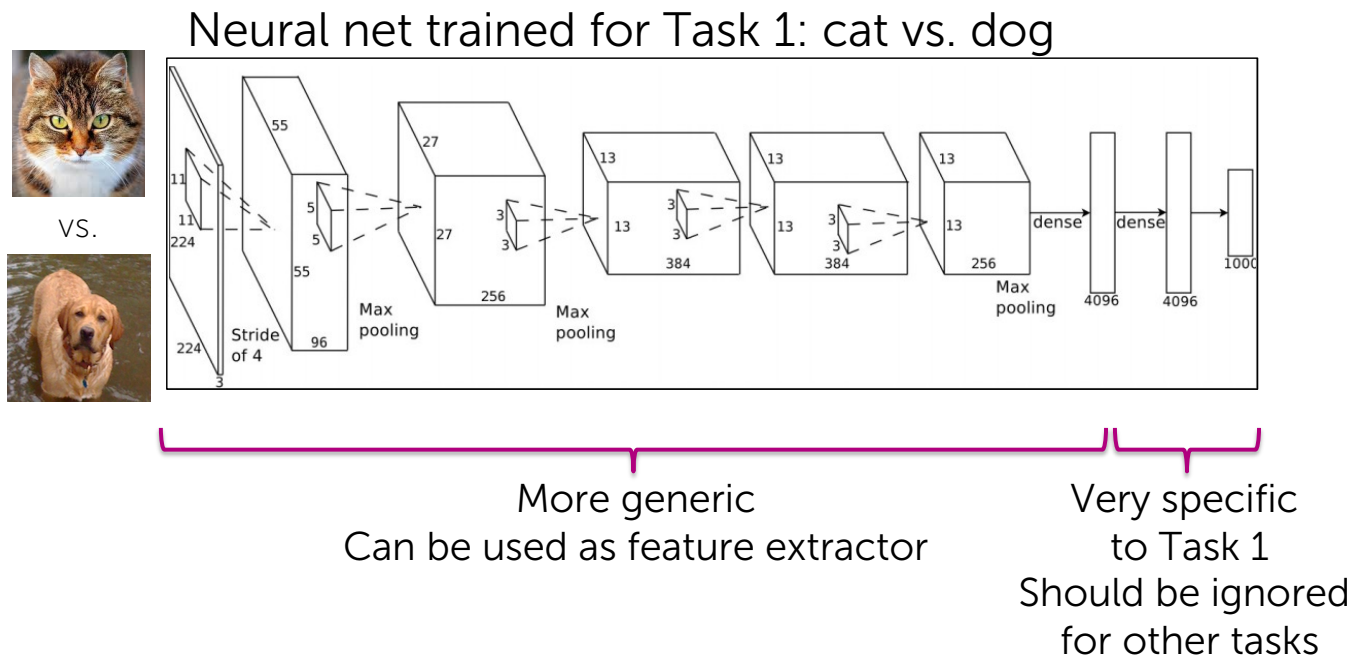 Neural net trained for Task 1: cat vs. dog
vs.
11
11
224
224
3
Stride
of 4
55
55
96
5
5
Max
pooling
27
27
256
3
3
Max
pooling
13
13
384
3
3
13
13
384
3
3
13
13
256
Max
pooling
dense
4096
dense
4096
1000
More generic
Can be used as feature extractor
Very specific
to Task 1
Should be ignored
for other tasks